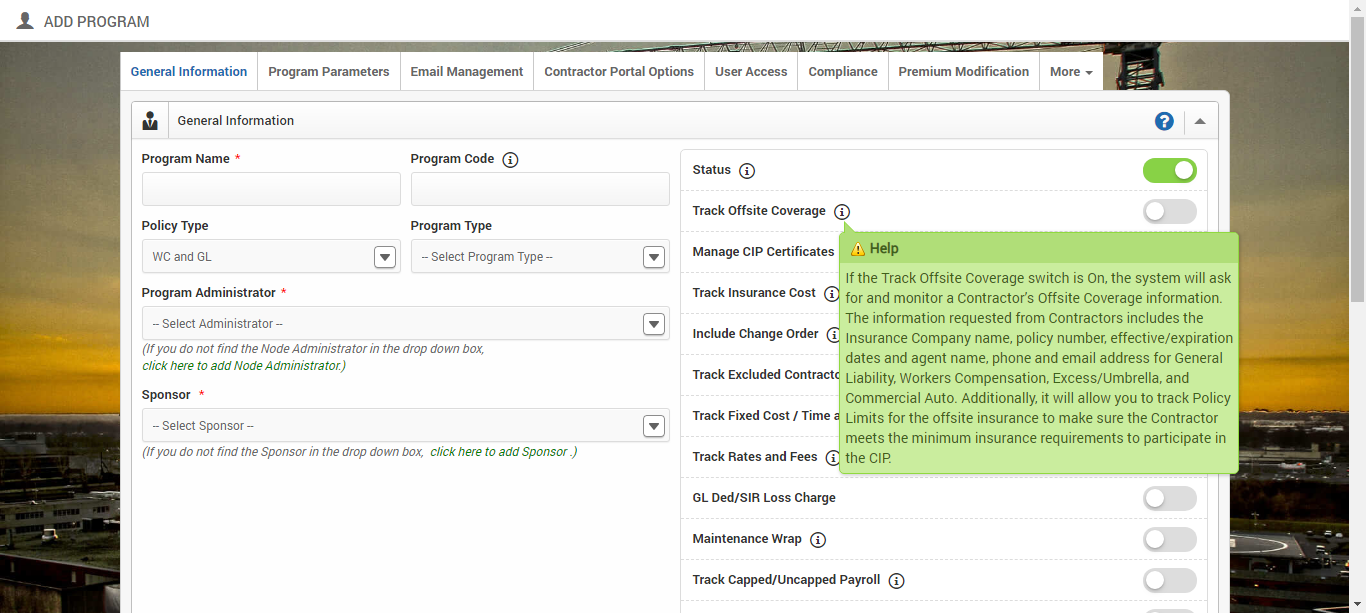 ADD PROGRAM
General Information
Program Parameters
Email Management
Contractor Portal Options
User Access
Compliance
Premium Modification
More
General Information
Program Name *
Program Code
Policy Type
Program Type
WC and GL
-- Select Program Type --
Program Administrator *
-- Select Administrator --
(If you do not find the Node Administrator in the drop down box,
click here to add Node Administrator.)
Sponsor *
-- Select Sponsor --
(If you do not find the Sponsor in the drop down box, click here to add Sponsor .)
Status
Track Offsite Coverage
Manage CIP Certificates
Track Insurance Cost
Include Change Order
Track Excluded Contracto
Track Fixed Cost / Time a
Track Rates and Fees
GL Ded/SIR Loss Charge
Maintenance Wrap
Track Capped/Uncapped Payroll
Help
If the Track Offsite Coverage switch is On, the system will ask
for and monitor a Contractor's Offsite Coverage information.
The information requested from Contractors includes the
Insurance Company name, policy number, effective/expiration
dates and agent name, phone and email address for General
Liability, Workers Compensation, Excess/Umbrella, and
Commercial Auto. Additionally, it will allow you to track Policy
Limits for the offsite insurance to make sure the Contractor
meets the minimum insurance requirements to participate in
the CIP.